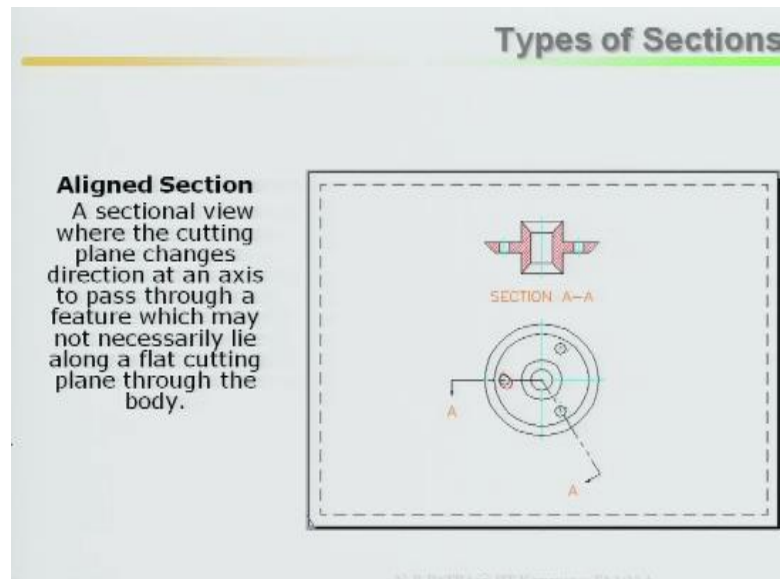 Types of Sections
Aligned Section
A sectional view
where the cutting
plane changes
direction at an axis
to pass through a
feature which may
not necessarily lie
along a flat cutting
plane through the
body.
SECTION A-A
A
A